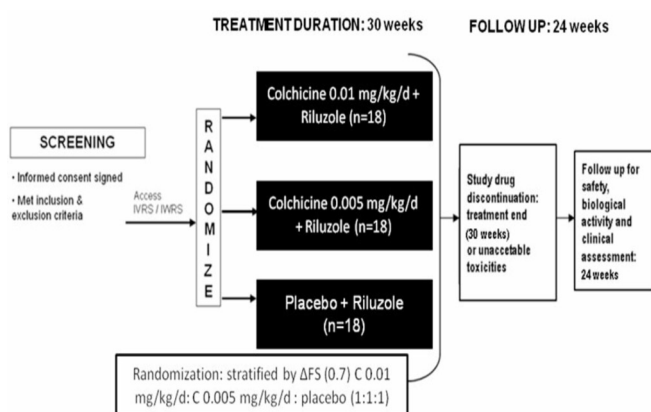 TREATMENT DURATION: 30 weeks
FOLLOW UP: 24 weeks
SCREENING
• Informed consent signed
• Met inclusion &
exclusion criteria
Access
IVRS / IWRS
R
A
N
D
O
M
I
Z
E
Colchicine 0.01 mg/kg/d +
Riluzole (n=18)
Colchicine 0.005 mg/kg/d
+ Riluzole (n=18)
Placebo + Riluzole
(n=18)
Study drug
discontinuation:
treatment end
(30 weeks)
or unaccetable
toxicities
Follow up for
safety,
biological
activity and
clinical
assessment:
24 weeks
Randomization: stratified by ΔFS (0.7) C 0.01
mg/kg/d: C 0.005 mg/kg/d : placebo (1:1:1)